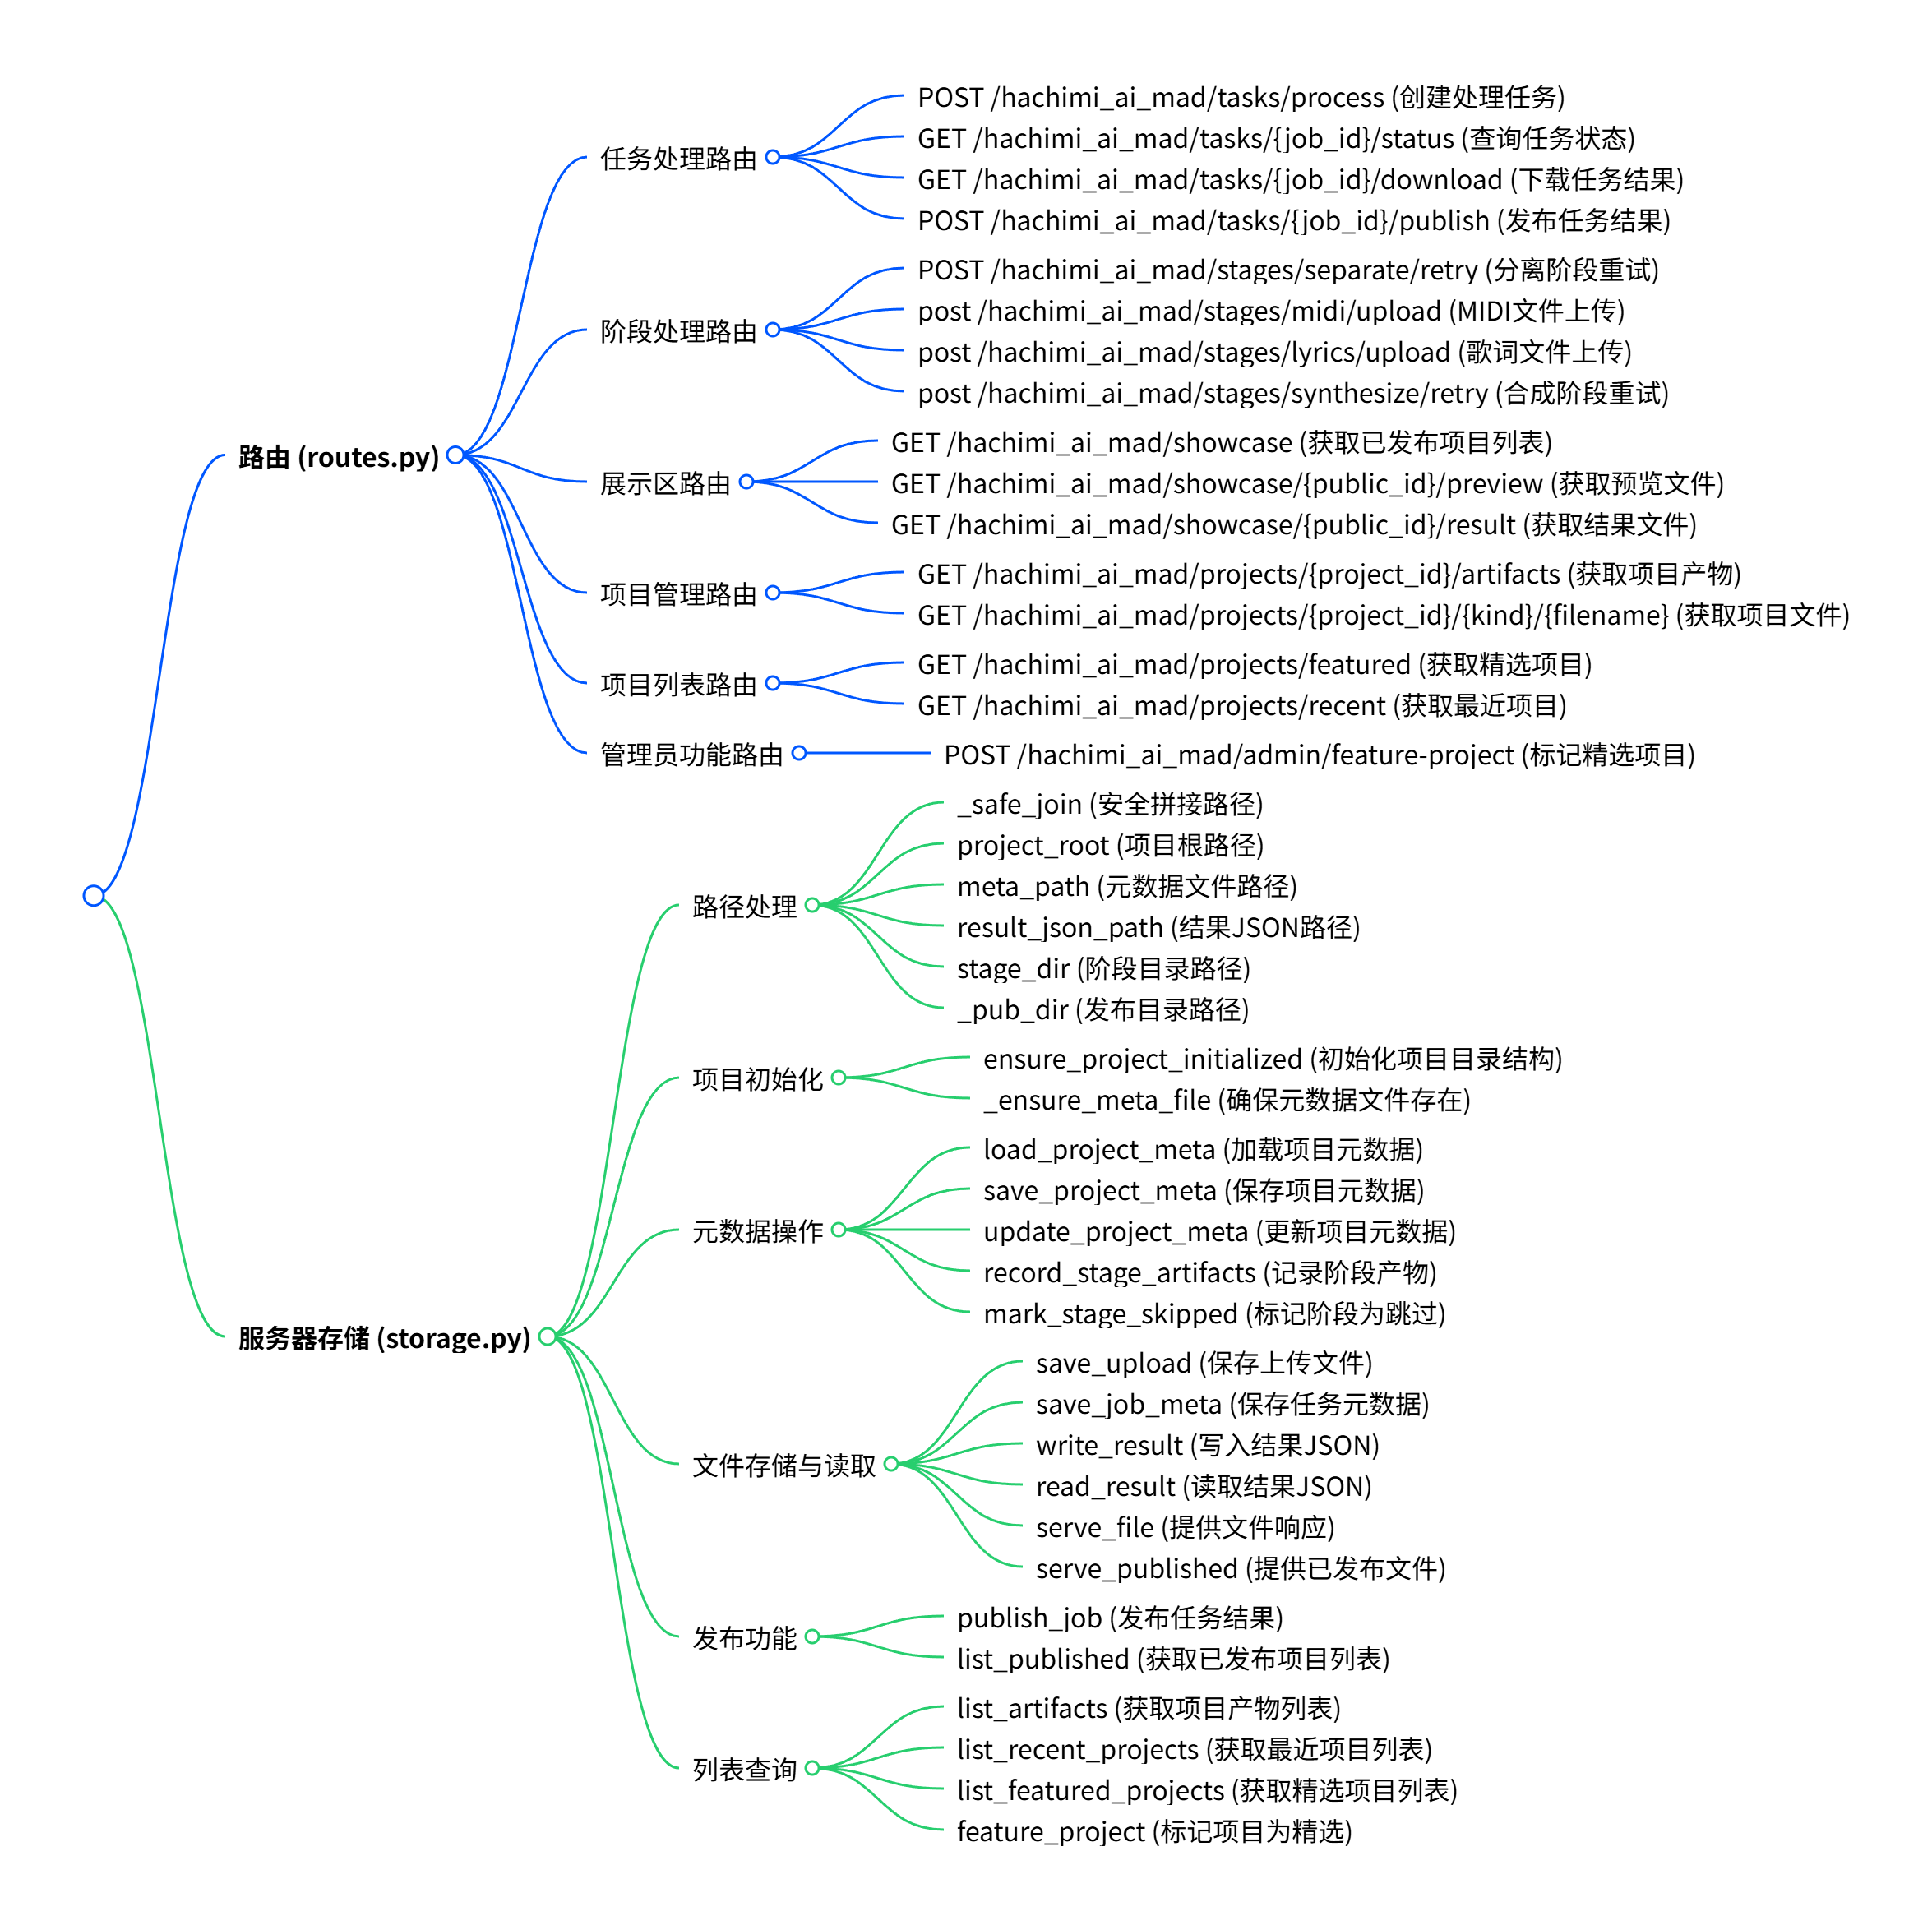 路由 (routes.py)
任务处理路由
POST /hachimi_ai_mad/tasks/process (创建处理任务)
GET /hachimi_ai_mad/tasks/{job_id}/status (查询任务状态)
GET /hachimi_ai_mad/tasks/{job_id}/download (下载任务结果)
POST /hachimi_ai_mad/tasks/{job_id}/publish (发布任务结果)
阶段处理路由
POST /hachimi_ai_mad/stages/separate/retry (分离阶段重试)
post /hachimi_ai_mad/stages/midi/upload (MIDI文件上传)
post /hachimi_ai_mad/stages/lyrics/upload (歌词文件上传)
post /hachimi_ai_mad/stages/synthesize/retry (合成阶段重试)
展示区路由
GET /hachimi_ai_mad/showcase (获取已发布项目列表)
GET /hachimi_ai_mad/showcase/{public_id}/preview (获取预览文件)
GET /hachimi_ai_mad/showcase/{public_id}/result (获取结果文件)
项目管理路由
GET /hachimi_ai_mad/projects/{project_id}/artifacts (获取项目产物)
GET /hachimi_ai_mad/projects/{project_id}/{kind}/{filename} (获取项目文件)
项目列表路由
GET /hachimi_ai_mad/projects/featured (获取精选项目)
GET /hachimi_ai_mad/projects/recent (获取最近项目)
管理员功能路由
POST /hachimi_ai_mad/admin/feature-project (标记精选项目)
服务器存储 (storage.py)
路径处理
_safe_join (安全拼接路径)
project_root (项目根路径)
meta_path (元数据文件路径)
result_json_path (结果JSON路径)
stage_dir (阶段目录路径)
_pub_dir (发布目录路径)
项目初始化
ensure_project_initialized (初始化项目目录结构)
_ensure_meta_file (确保元数据文件存在)
元数据操作
load_project_meta (加载项目元数据)
save_project_meta (保存项目元数据)
update_project_meta (更新项目元数据)
record_stage_artifacts (记录阶段产物)
mark_stage_skipped (标记阶段为跳过)
文件存储与读取
save_upload (保存上传文件)
save_job_meta (保存任务元数据)
write_result (写入结果JSON)
read_result (读取结果JSON)
serve_file (提供文件响应)
serve_published (提供已发布文件)
发布功能
publish_job (发布任务结果)
list_published (获取已发布项目列表)
列表查询
list_artifacts (获取项目产物列表)
list_recent_projects (获取最近项目列表)
list_featured_projects (获取精选项目列表)
feature_project (标记项目为精选)